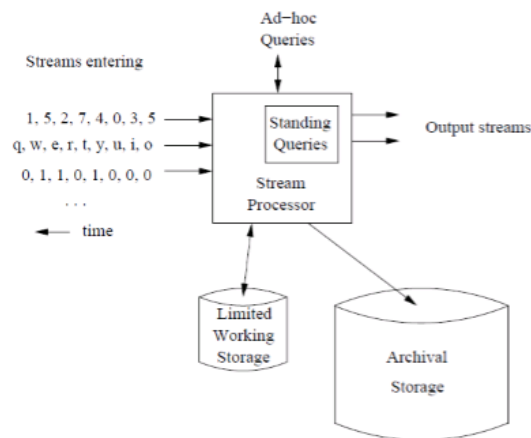 Ad-hoc
Queries
Streams entering
1, 5, 2, 7, 4, 0, 3, 5
q, w, e, r, t, y, u, i, o
0, 1, 1, 0, 1, 0, 0, 0
. . .
time
Standing
Queries
Stream
Processor
Output streams
Limited
Working
Storage
Archival
Storage